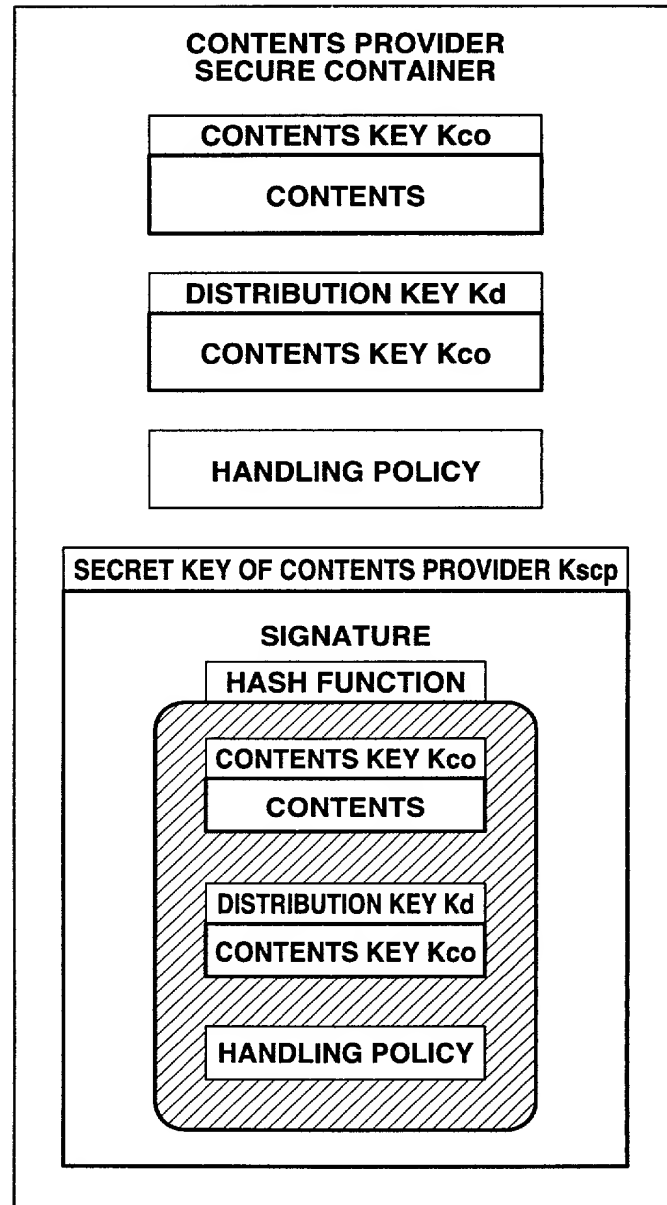 CONTENTS PROVIDER
SECURE CONTAINER
CONTENTS KEY Kco
CONTENTS
DISTRIBUTION KEY Kd
CONTENTS KEY Kco
HANDLING POLICY
SECRET KEY OF CONTENTS PROVIDER Kscp
SIGNATURE
HASH FUNCTION
CONTENTS KEY Kco
CONTENTS
DISTRIBUTION KEY Kd
CONTENTS KEY Kco
HANDLING POLICY